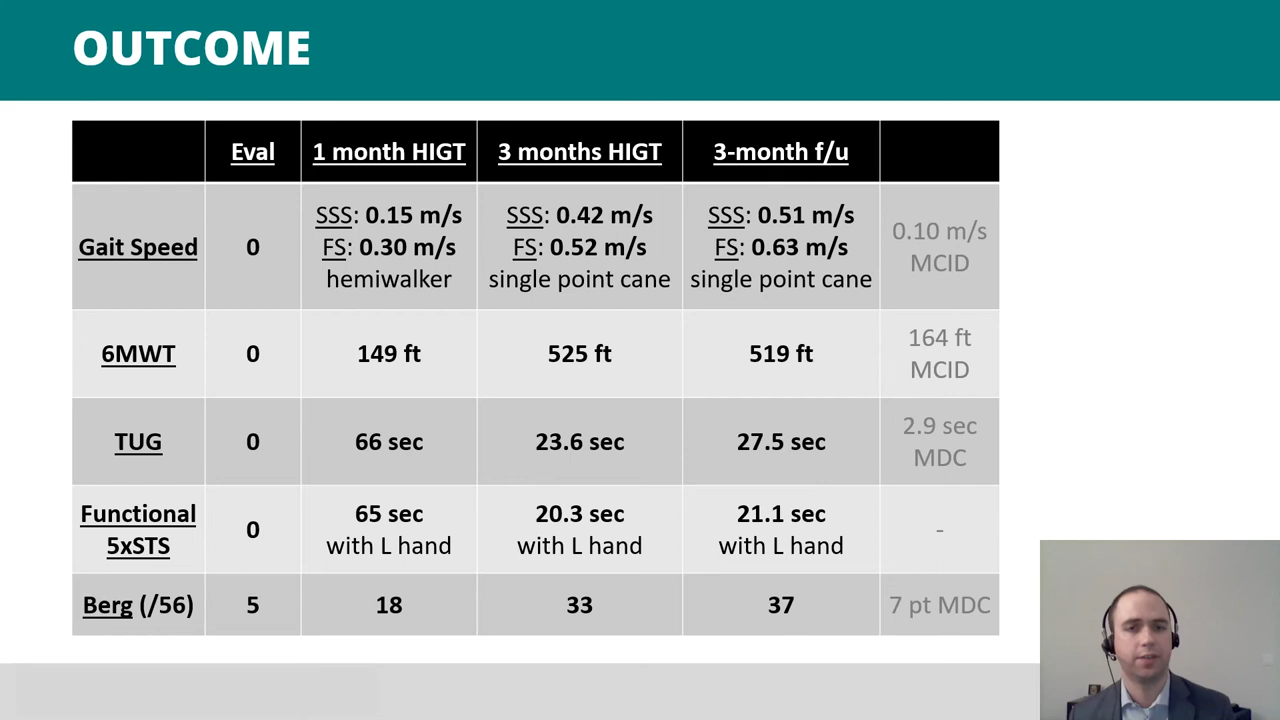 OUTCOME
Eval
1 month HIGT
3 months HIGT
3-month f/u
Gait Speed
0
SSS: 0.15 m/s
FS: 0.30 m/s
hemiwalker
SSS: 0.42 m/s
FS: 0.52 m/s
single point cane
SSS: 0.51 m/s
FS: 0.63 m/s
single point cane
0.10 m/s
MCID
6MWT
0
149 ft
525 ft
519 ft
164 ft
MCID
TUG
0
66 sec
23.6 sec
27.5 sec
2.9 sec
MDC
Functional
5xSTS
0
65 sec
with L hand
20.3 sec
with L hand
21.1 sec
with L hand
-
Berg (/56)
5
18
33
37
7 pt MDC